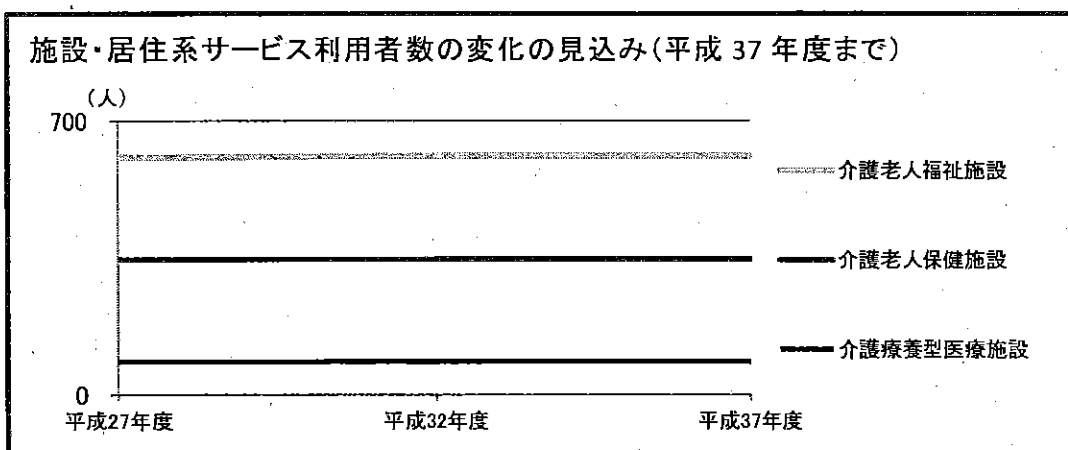 施設・居住系サービス利用者数の変化の見込み(平成 37 年度まで)
(人)
700
介護老人福祉施設
介護老人保健施設
介護療養型医療施設
0
平成27年度 平成32年度 平成37年度